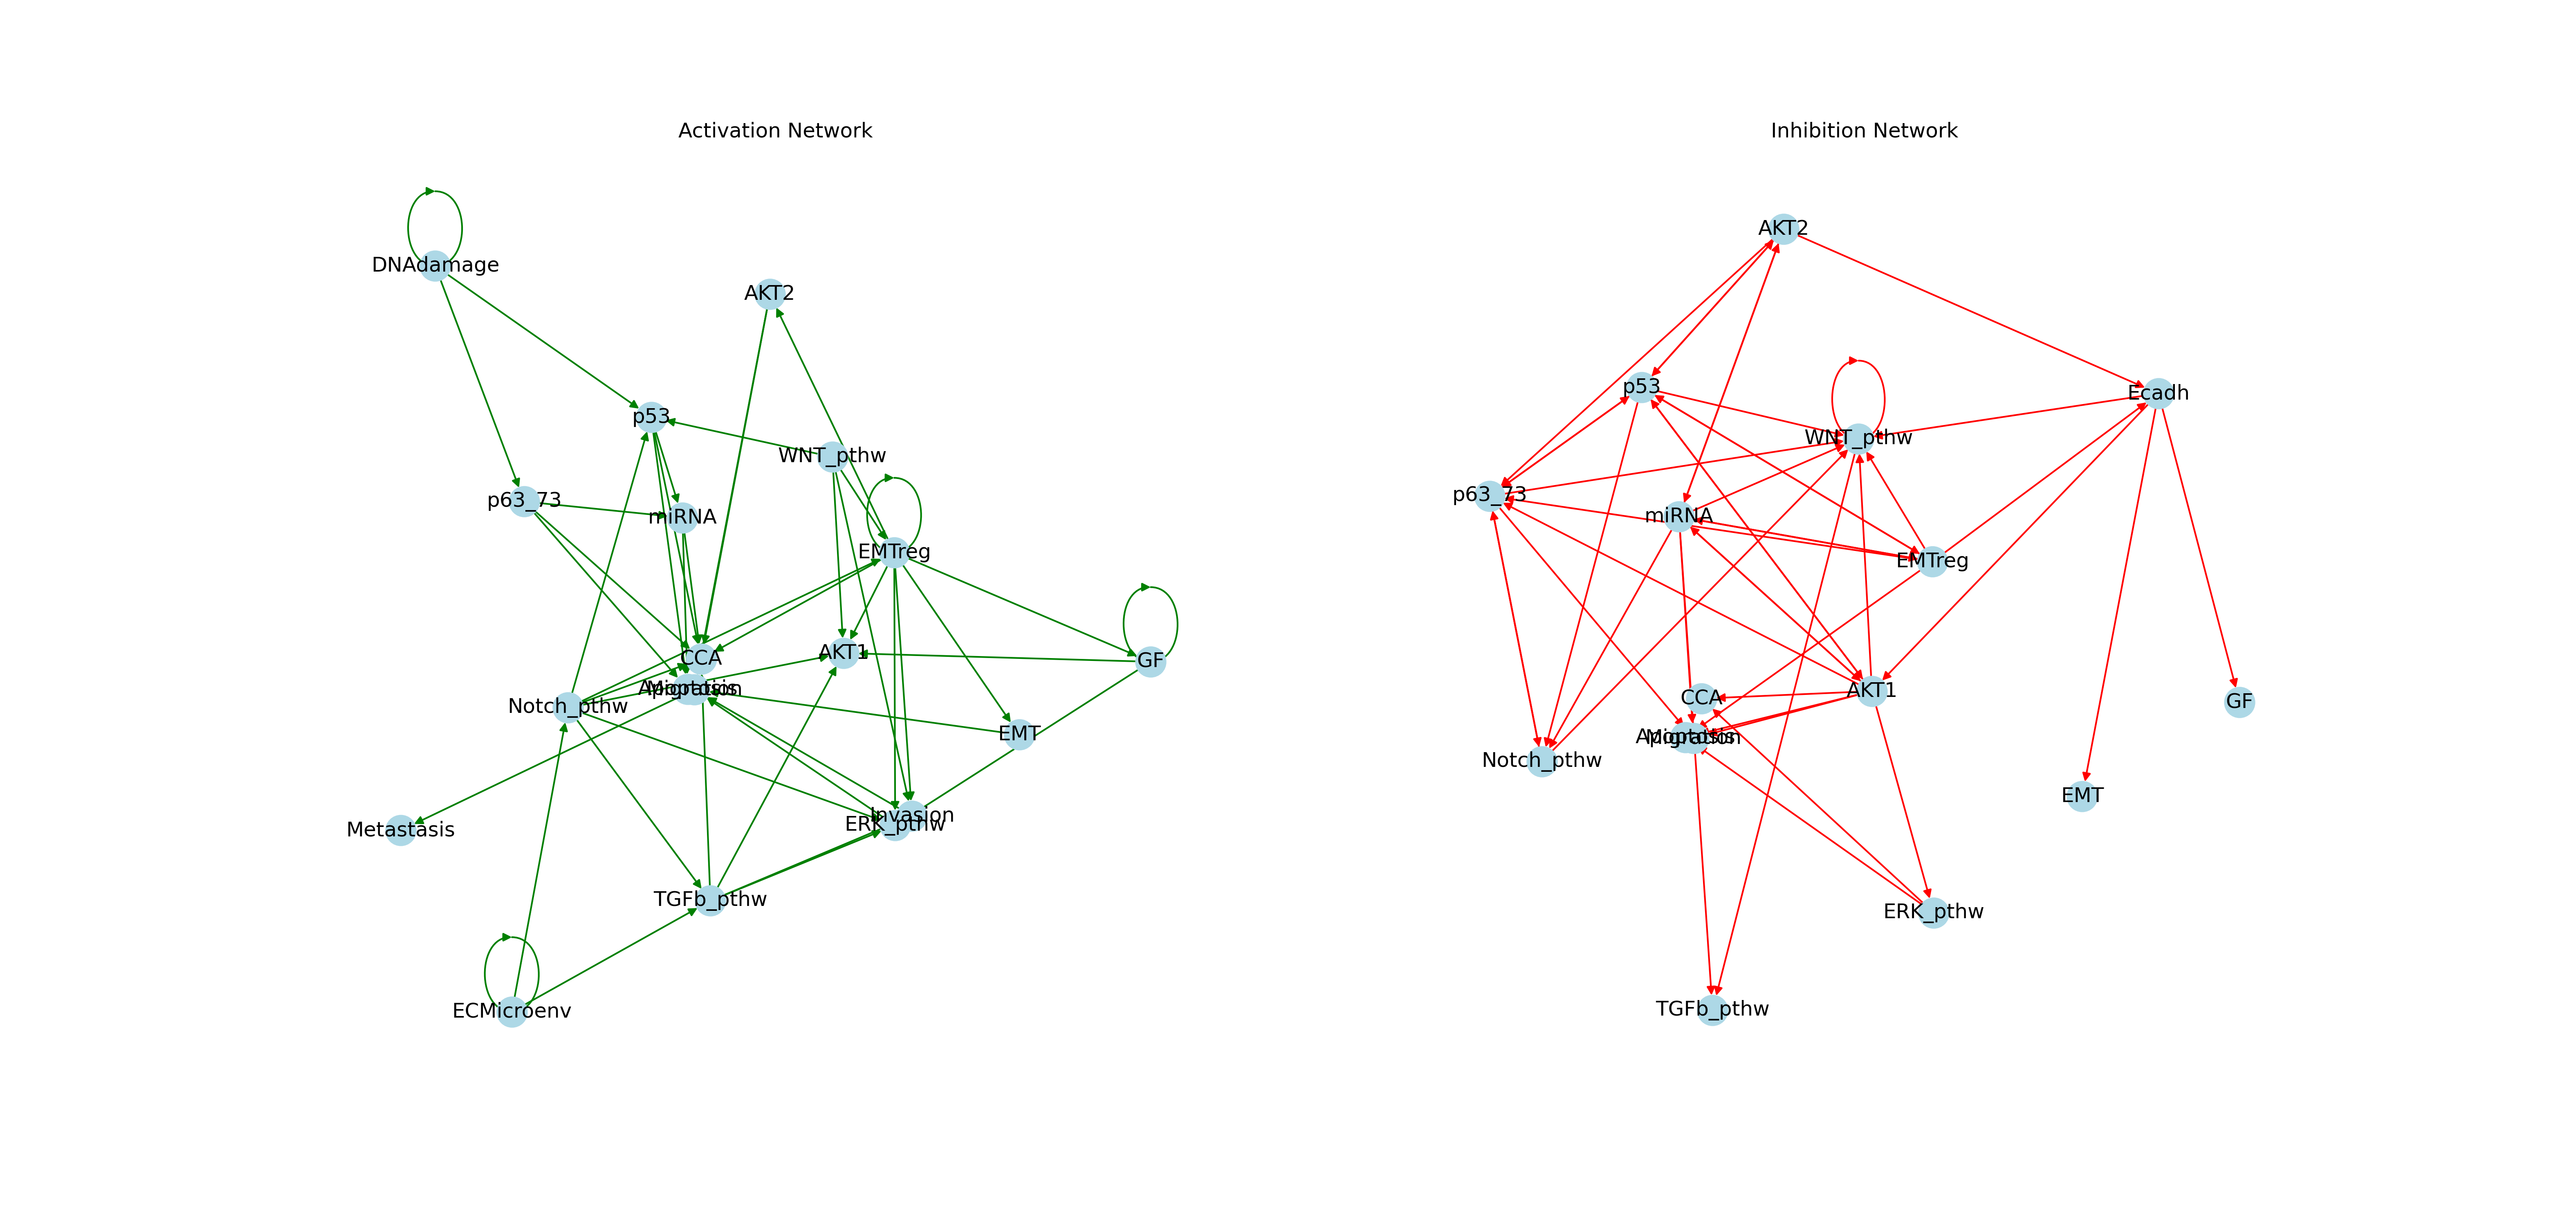 Activation Network
DNAdamage
AKT2
p53
WNT_pthw
p63_73
miRNA
EMTreg
CCA
AKT1
GF
Apoptosis
Migration
Notch_pthw
EMT
Invasion
ERK_pthw
Metastasis
TGFb_pthw
ECMicroenv
Inhibition Network
AKT2
p53
Ecadh
WNT_pthw
p63_73
miRNA
EMTreg
AKT1
CCA
GF
Apoptosis
Migration
Notch_pthw
EMT
ERK_pthw
TGFb_pthw